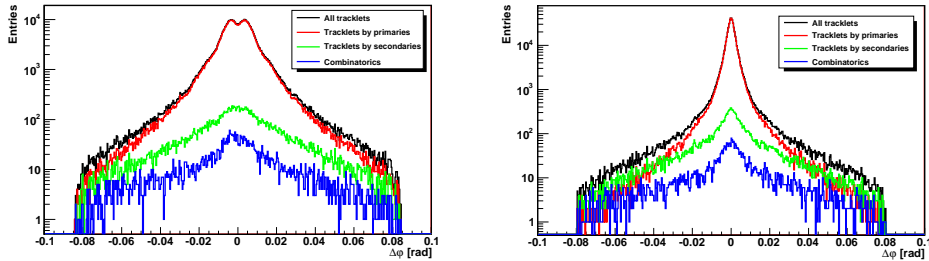 Entries
10⁴
10³
10²
10
1
All tracklets
Tracklets by primaries
Tracklets by secondaries
Combinatorics
-0.1 -0.08 -0.06 -0.04 -0.02 0 0.02 0.04 0.06 0.08 0.1
Δφ [rad]
Entries
10⁴
10³
10²
10
1
All tracklets
Tracklets by primaries
Tracklets by secondaries
Combinatorics
-0.1 -0.08 -0.06 -0.04 -0.02 0 0.02 0.04 0.06 0.08 0.1
Δφ [rad]